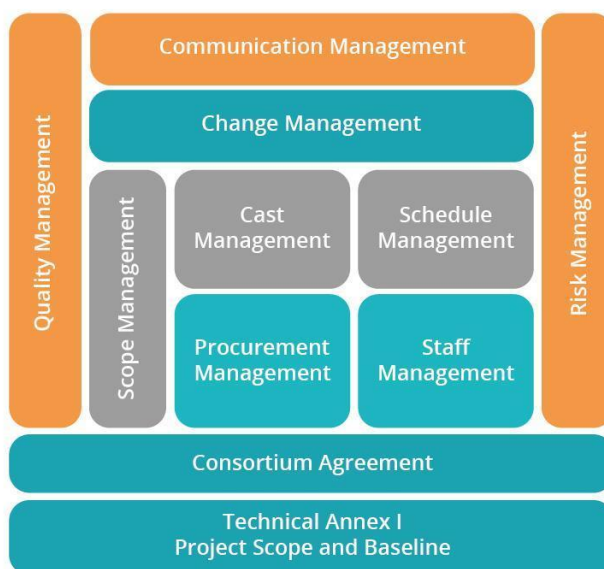 Communication Management
Change Management
Quality Management
Scope Management
Cast
Management
Schedule
Management
Procurement
Management
Staff
Management
Risk Management
Consortium Agreement
Technical Annex I
Project Scope and Baseline